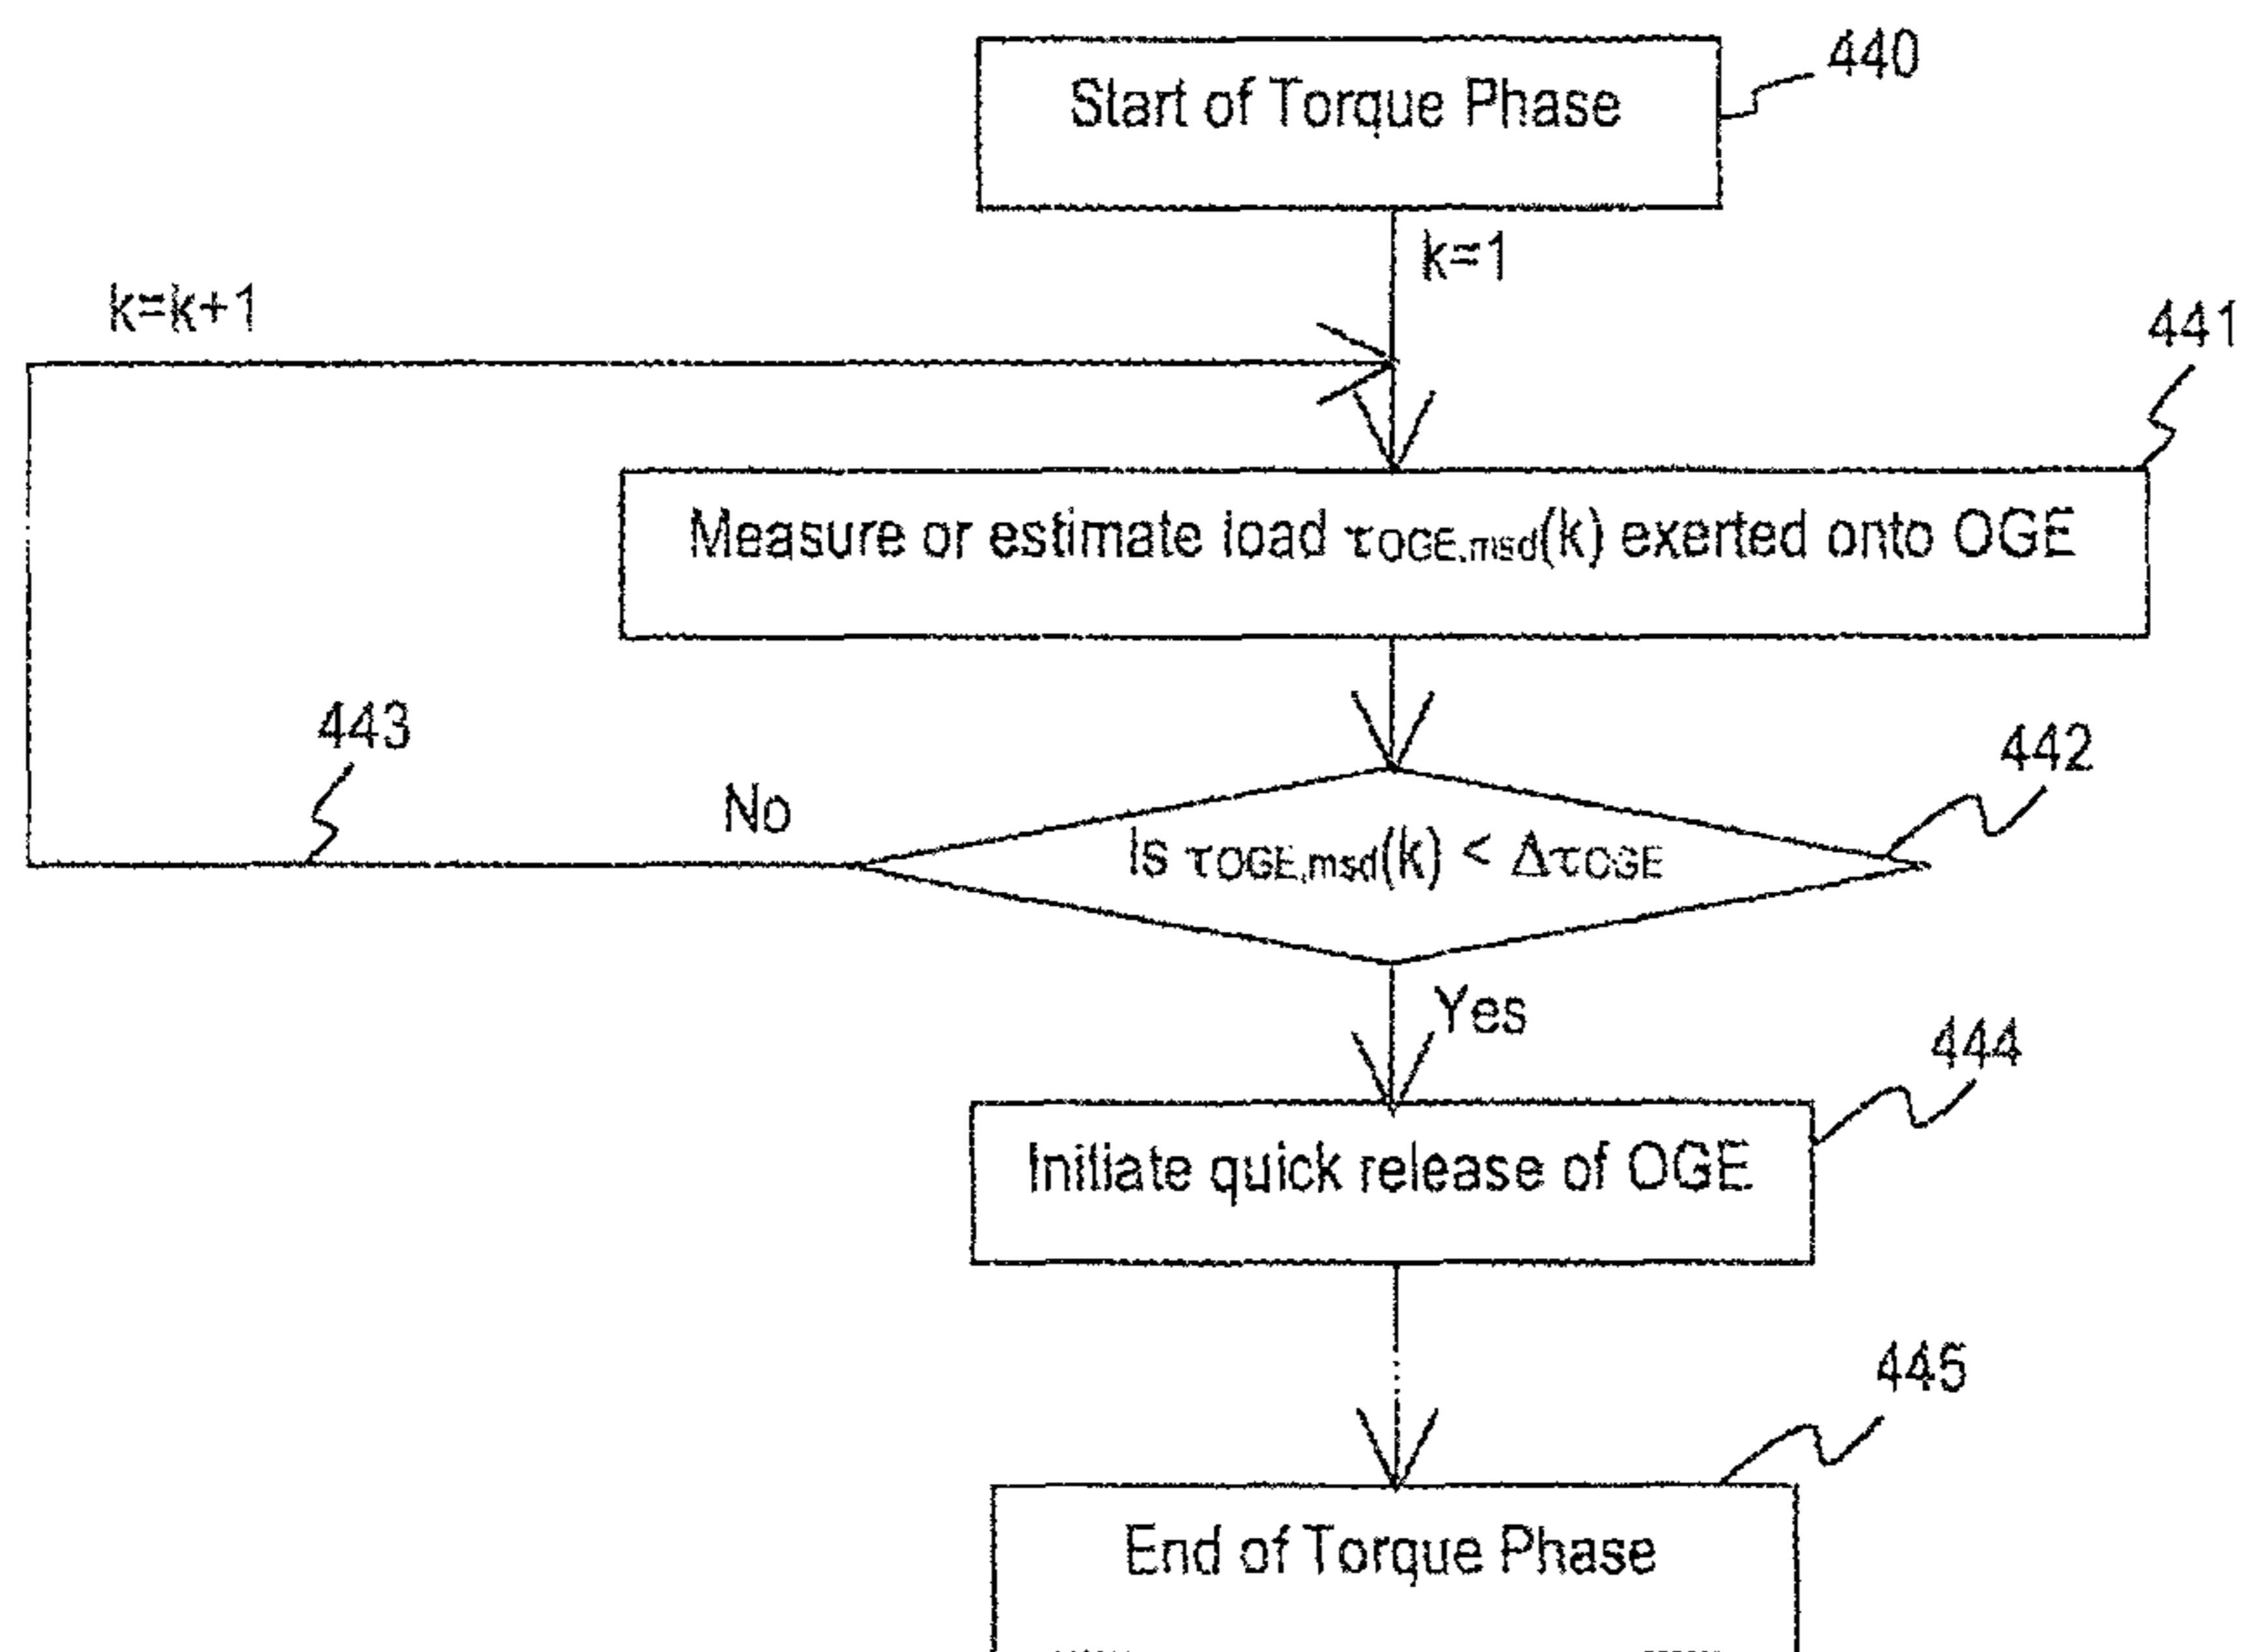 Start of Torque Phase
440
k=1
k=k+1
441
Measure or estimate load τOGE,msd(k) exerted onto OGE
443
442
No
Is τOGE,msd(k) < ΔτOGE
Yes
444
Initiate quick release of OGE
445
End of Torque Phase